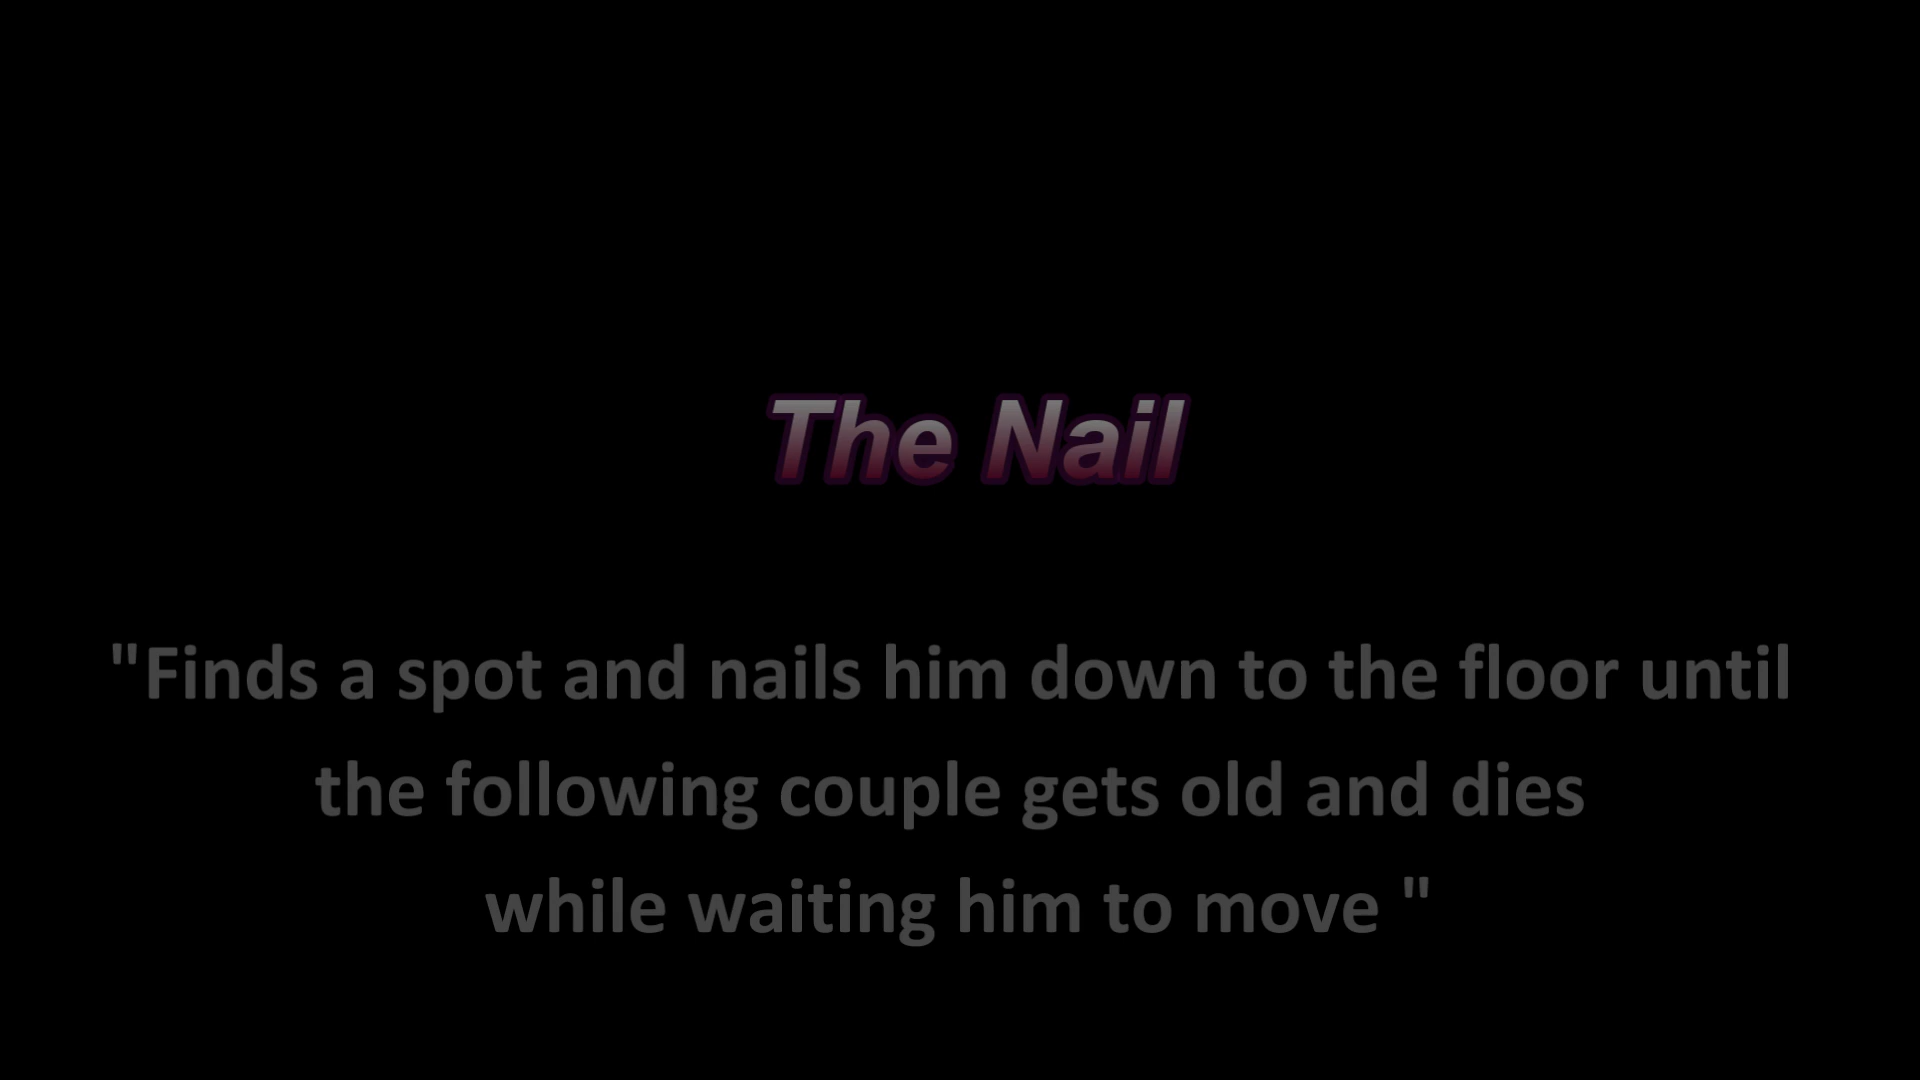 The Nail
"Finds a spot and nails him down to the floor until
the following couple gets old and dies
while waiting him to move "